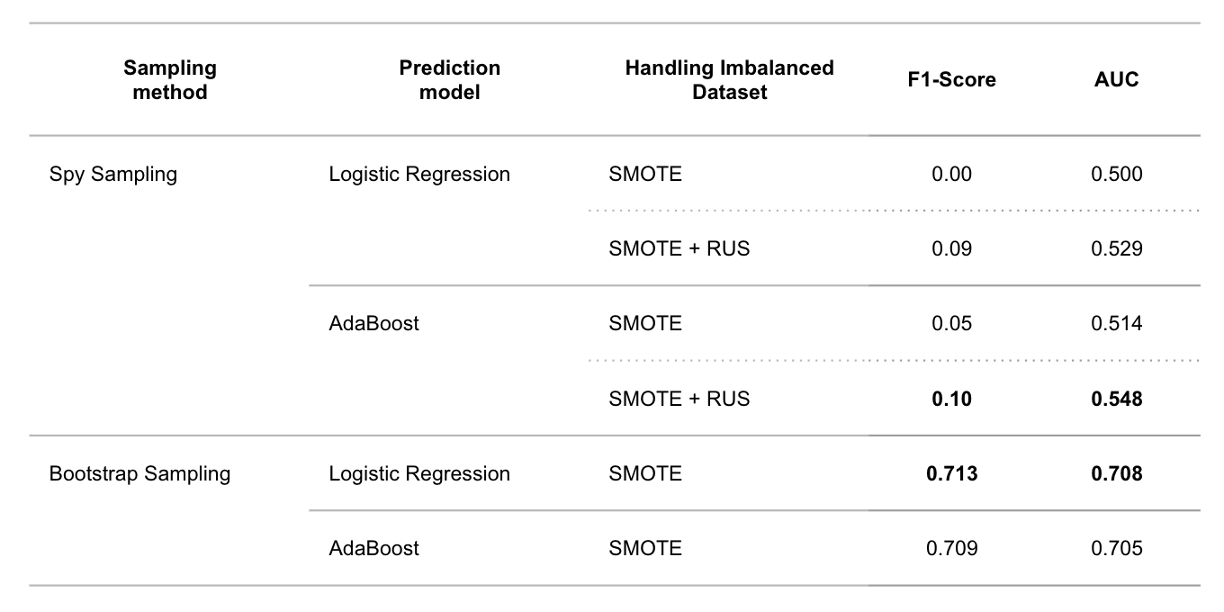 Sampling method Prediction model Handling Imbalanced Dataset F1-Score AUC
Spy Sampling Logistic Regression SMOTE 0.00 0.500
SMOTE + RUS 0.09 0.529
AdaBoost SMOTE 0.05 0.514
SMOTE + RUS 0.10 0.548
Bootstrap Sampling Logistic Regression SMOTE 0.713 0.708
AdaBoost SMOTE 0.709 0.705